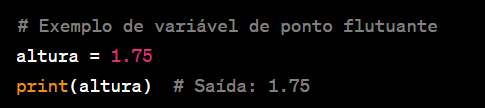 # Exemplo de variável de ponto flutuante
altura = 1.75
print(altura)  # Saída: 1.75